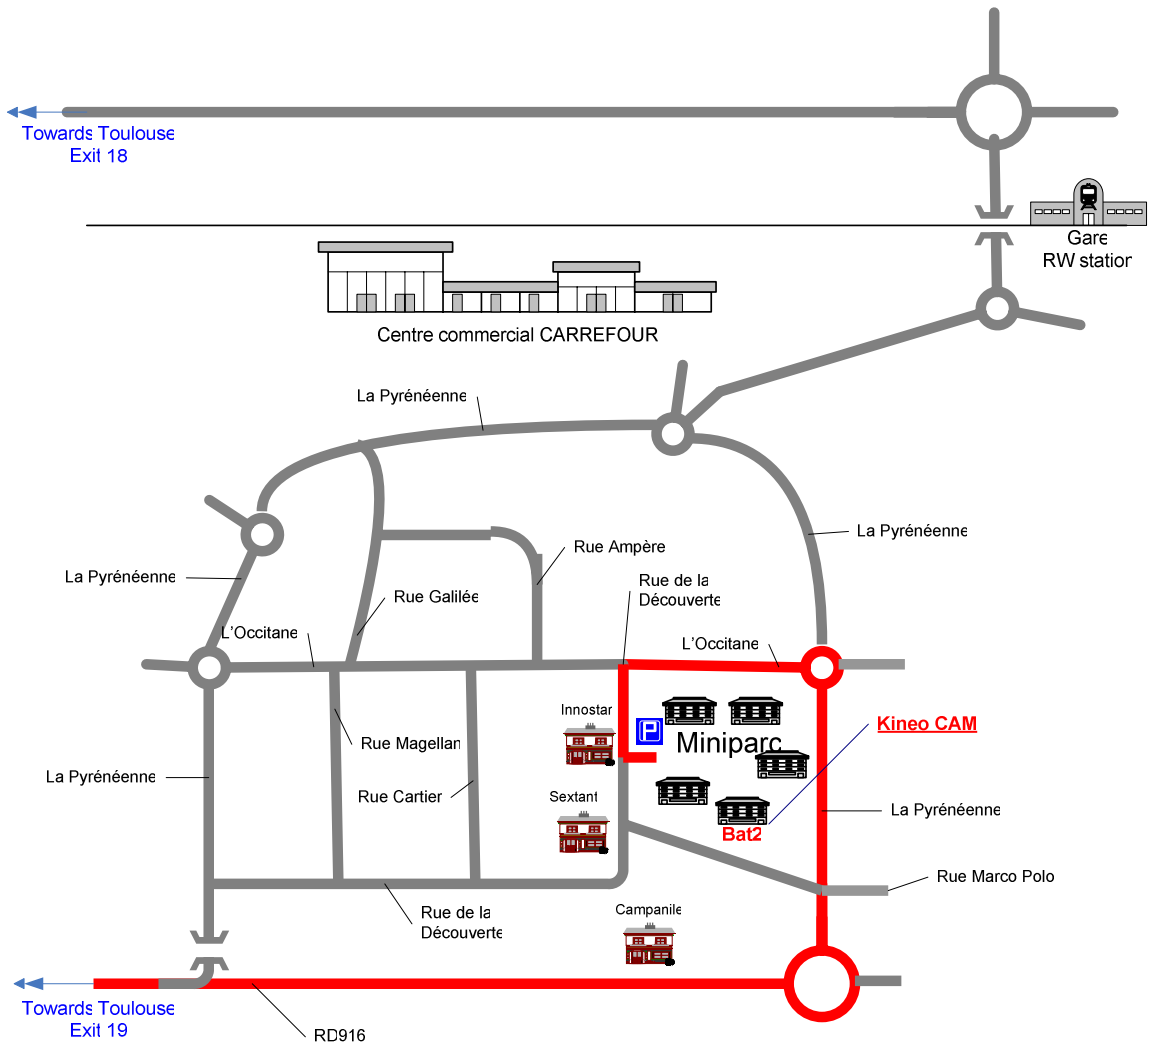 Towards Toulouse
Exit 18
Gare
RW station
Centre commercial CARREFOUR
La Pyrénéenne
La Pyrénéenne
Rue Ampère
La Pyrénéenne
Rue de la
Découverte
Rue Galilée
L'Occitane
L'Occitane
Innostar
P
Kineo CAM
Miniparc
Rue Magellan
La Pyrénéenne
Rue Cartier
Sextant
La Pyrénéenne
Bat2
Rue Marco Polo
Rue de la
Découverte
Campanile
Towards Toulouse
Exit 19
RD916